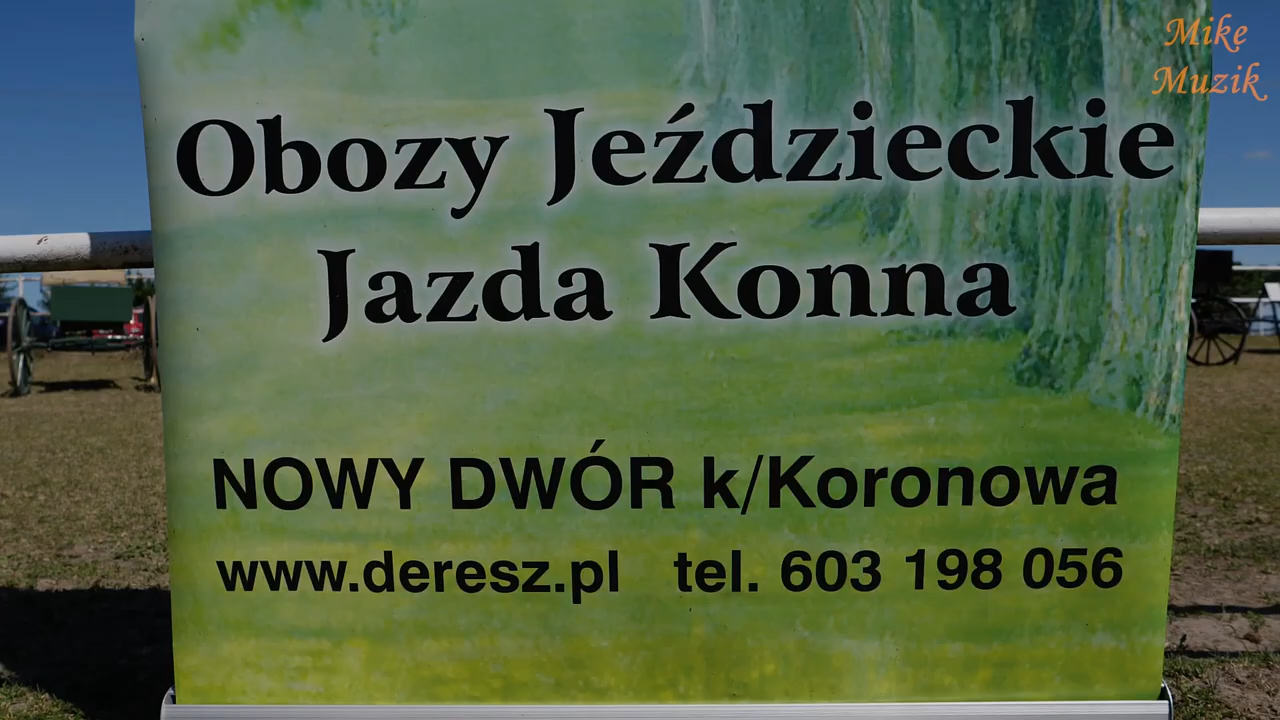 Mike
Muzik
Obozy Jeździeckie
Jazda Konna
NOWY DWÓR k/Koronowa
www.deresz.pl tel. 603 198 056